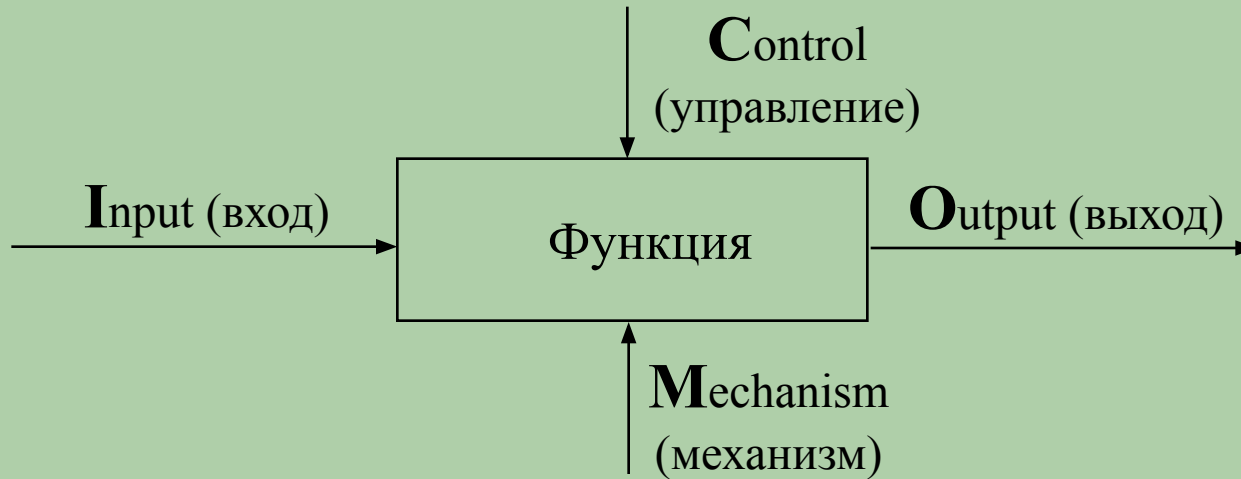 Control
(управление)
Input (вход)
Функция
Output (выход)
Mechanism
(механизм)